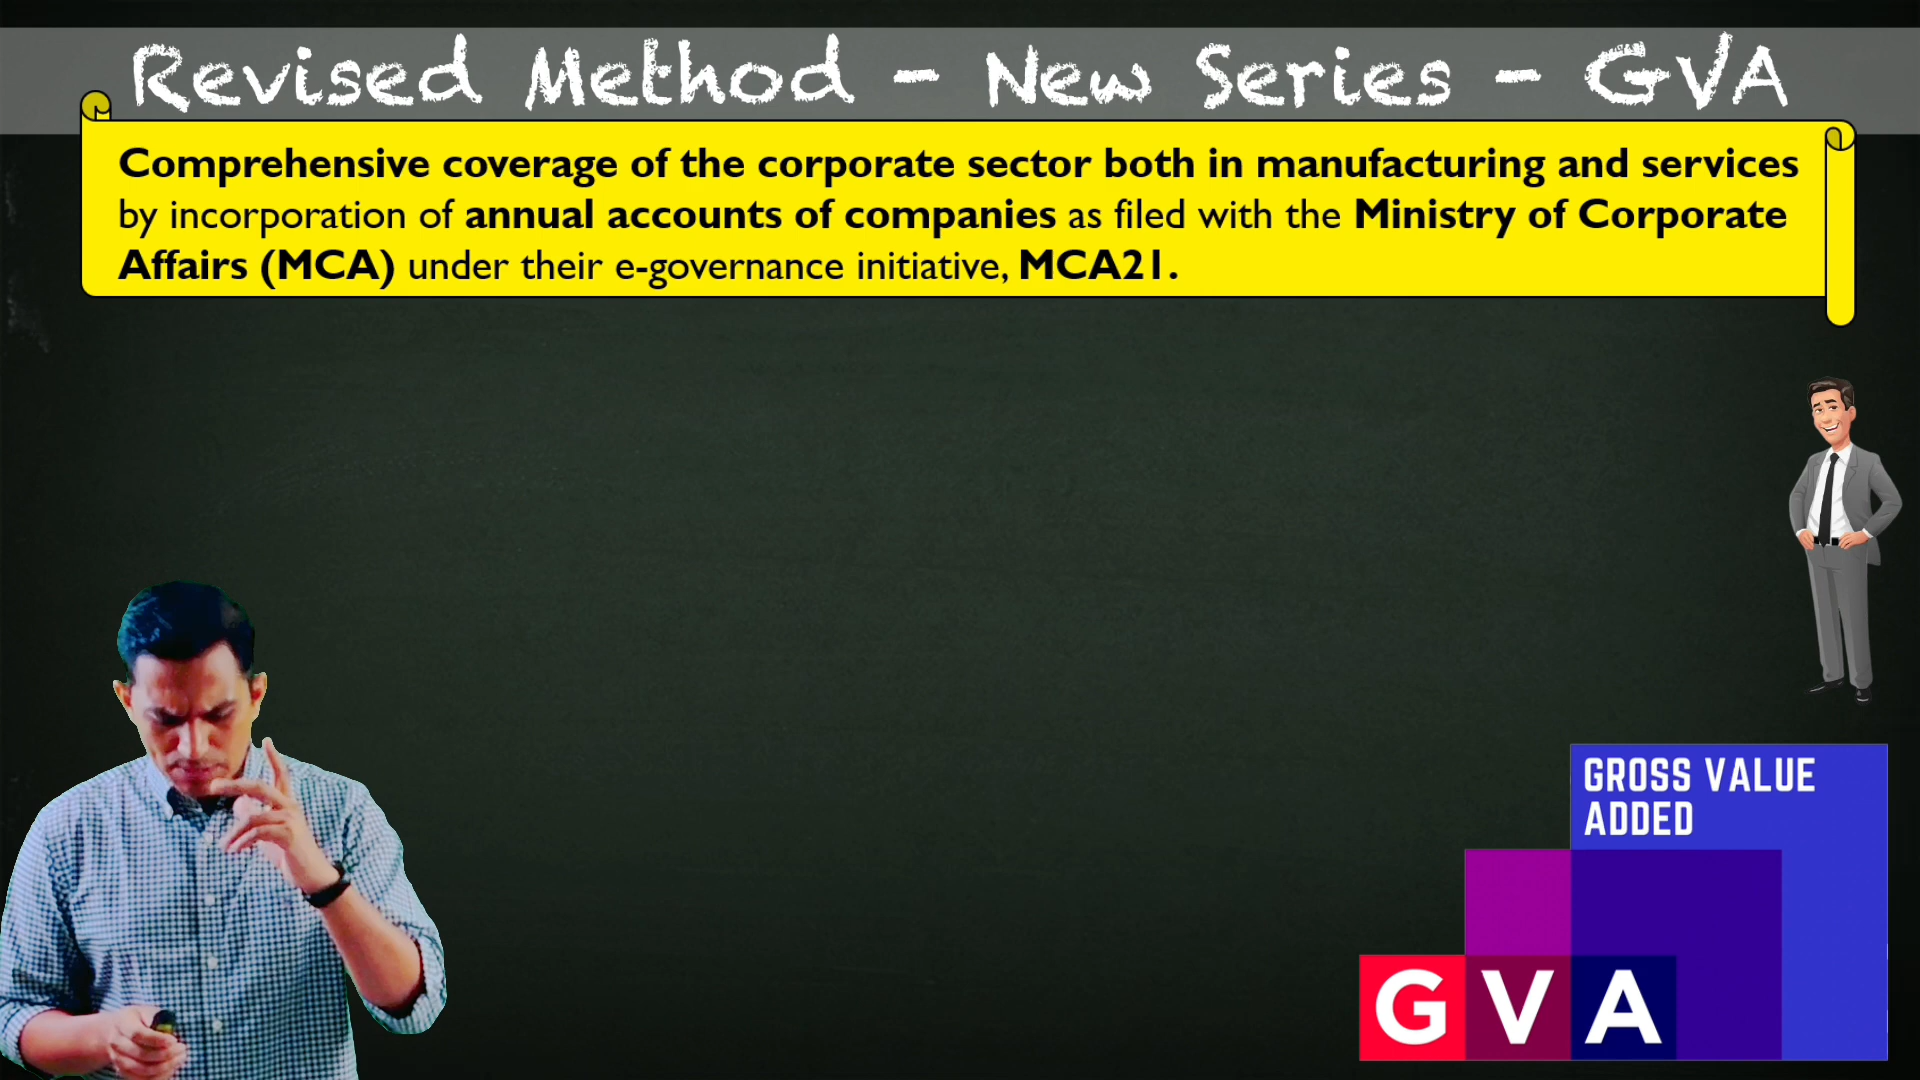 Revised Method - New Series - GVA
Comprehensive coverage of the corporate sector both in manufacturing and services
by incorporation of annual accounts of companies as filed with the Ministry of Corporate
Affairs (MCA) under their e-governance initiative, MCA21.
GROSS VALUE
ADDED
GVA